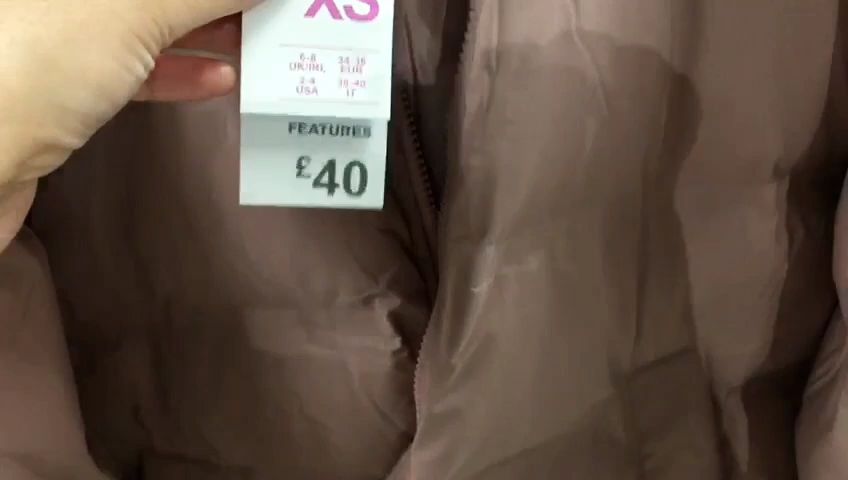 XS
6-8 34-36
UK/IRL EUR
2-4 38-40
USA IT
FEATURES
£40